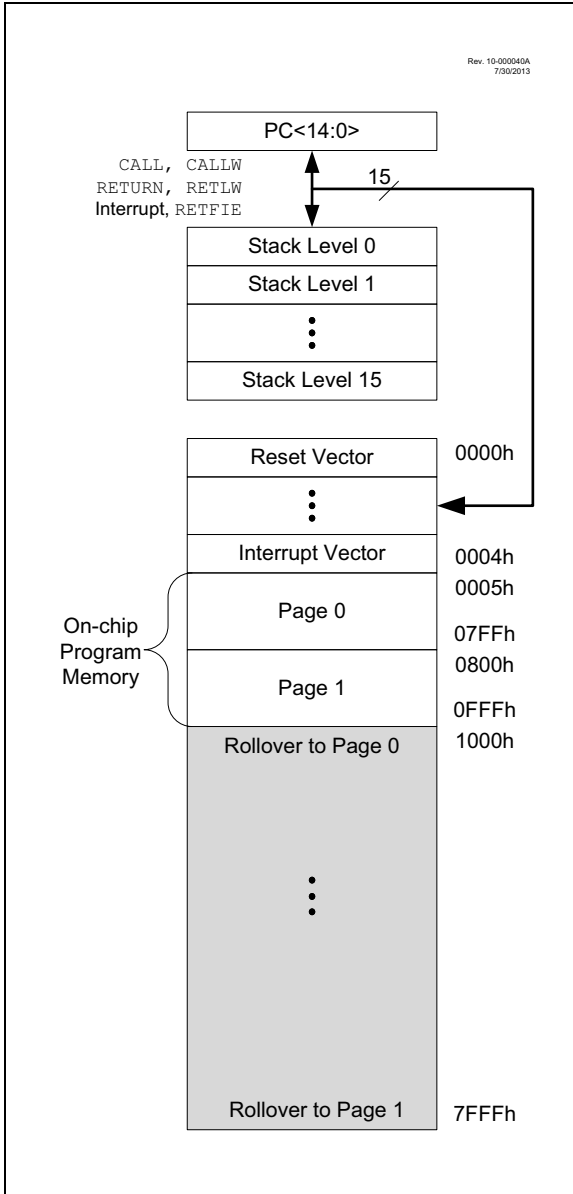 Rev. 10-000040A
7/30/2013
PC<14:0>
CALL, CALLW
RETURN, RETLW
Interrupt, RETFIE
15
Stack Level 0
Stack Level 1
Stack Level 15
Reset Vector
0000h
Interrupt Vector
0004h
0005h
On-chip
Program
Memory
Page 0
07FFh
0800h
Page 1
0FFFh
Rollover to Page 0
1000h
Rollover to Page 1
7FFFh